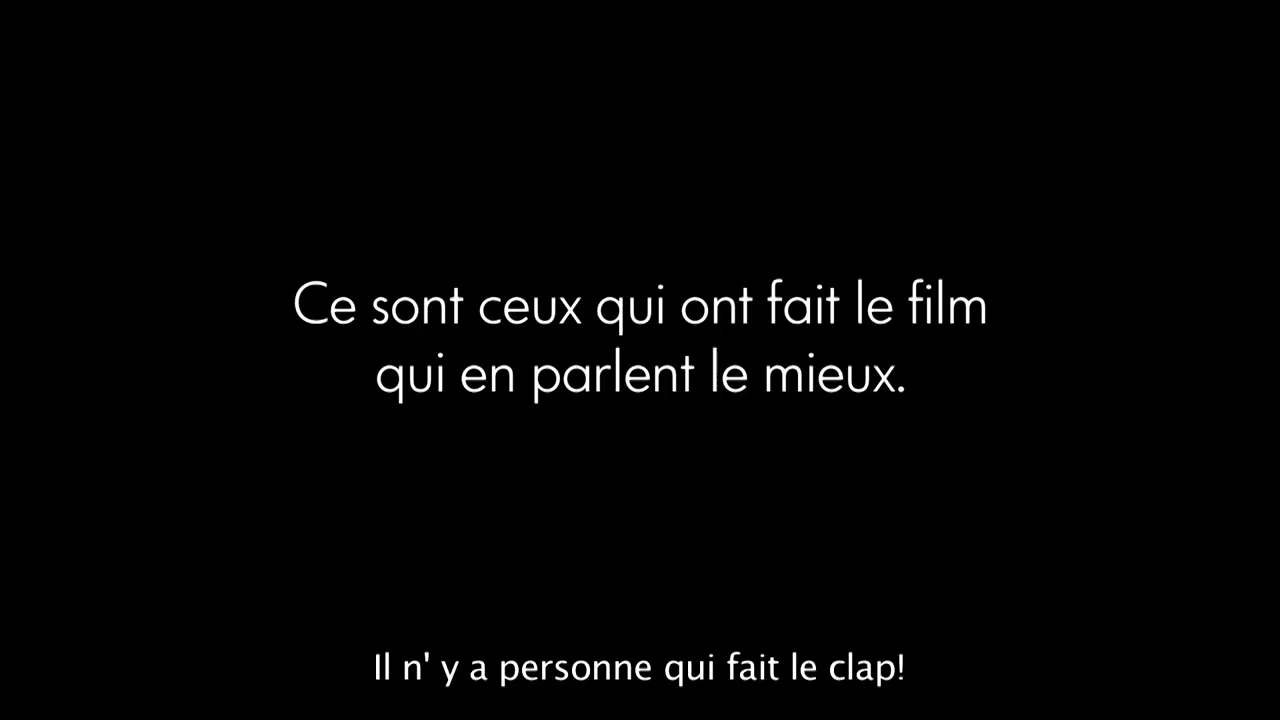 Ce sont ceux qui ont fait le film
qui en parlent le mieux.
Il n' y a personne qui fait le clap!